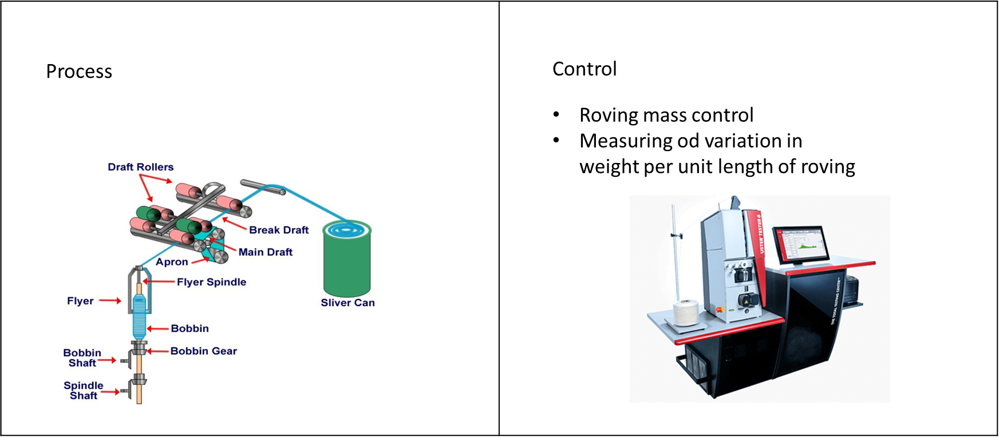 Process
Draft Rollers
Break Draft
Main Draft
Apron
Flyer Spindle
Flyer
Sliver Can
Bobbin
Bobbin Gear
Bobbin
Shaft
Spindle
Shaft
Control
• Roving mass control
• Measuring od variation in
weight per unit length of roving
USTER TESTER 6
THE TOTAL TESTING CENTER™